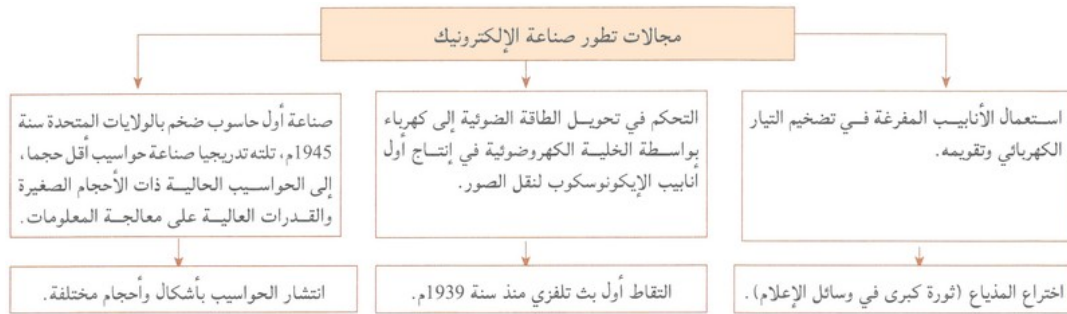 مجالات تطور صناعة الإلكترونيك
استعمال الأنابيب المفرغة في تضخيم التيار
الكهربائي وتقويمه.
اختراع المذياع (ثورة كبرى في وسائل الإعلام).
التحكم في تحويل الطاقة الضوئية إلى كهرباء
بواسطة الخلية الكهروضوئية في إنتاج أول
أنابيب الإيكونوسكوب لنقل الصور.
التقاط أول بث تلفزي منذ سنة 1939م.
صناعة أول حاسوب ضخم بالولايات المتحدة سنة
1945م، تلته تدريجيا صناعة حواسيب أقل حجما،
إلى الحواسيب الحالية ذات الأحجام الصغيرة
والقدرات العالية على معالجة المعلومات.
انتشار الحواسيب بأشكال وأحجام مختلفة.